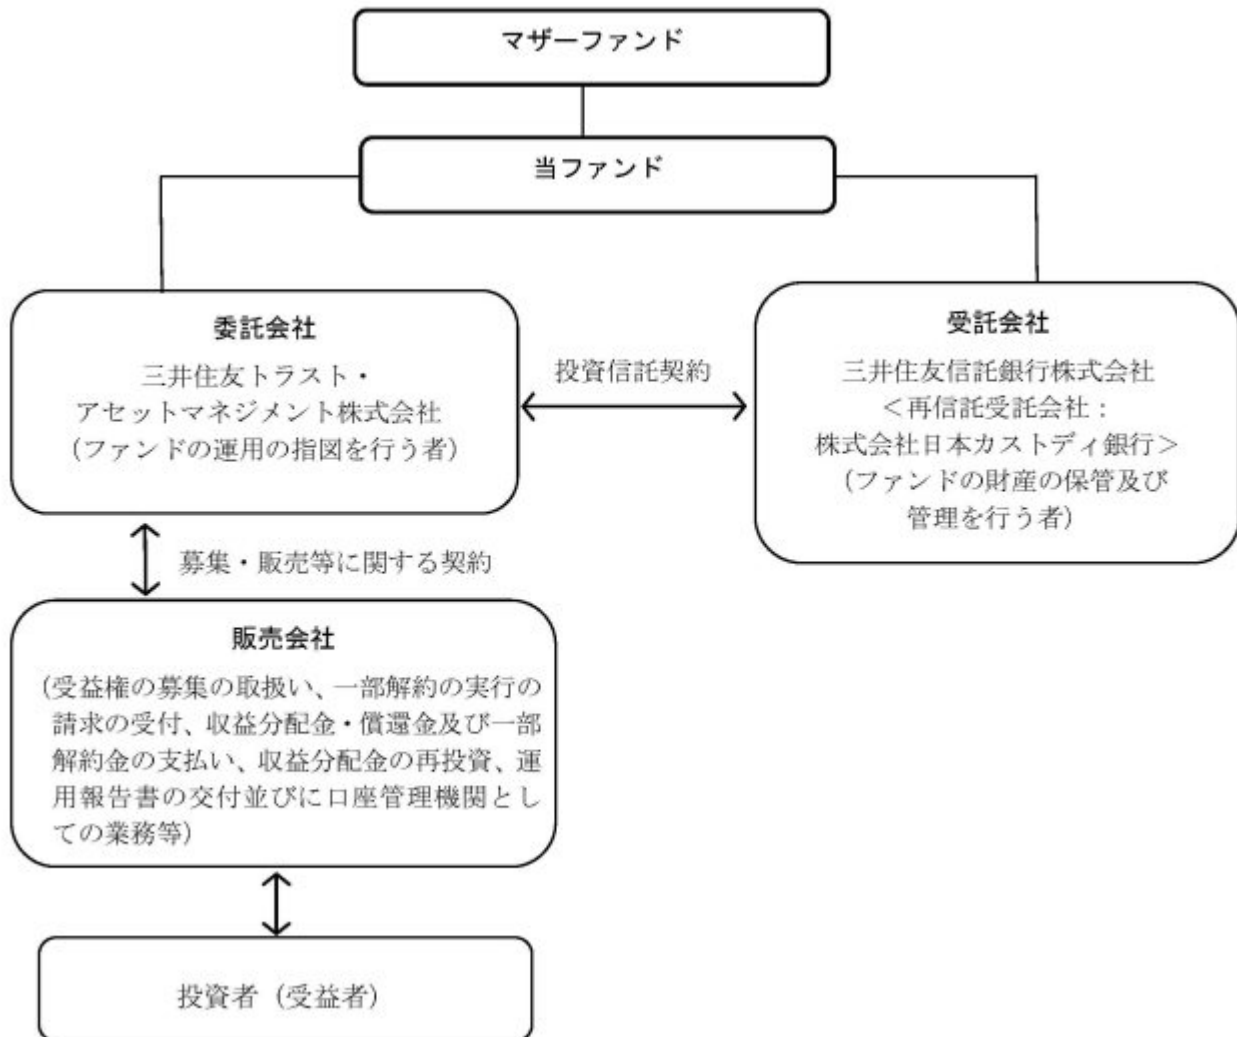 マザーファンド
当ファンド
委託会社
三井住友トラスト・
アセットマネジメント株式会社
（ファンドの運用の指図を行う者）
投資信託契約
受託会社
三井住友信託銀行株式会社
＜再信託受託会社：
株式会社日本カストディ銀行＞
（ファンドの財産の保管及び
管理を行う者）
募集・販売等に関する契約
販売会社
（受益権の募集の取扱い、一部解約の実行の
請求の受付、収益分配金・償還金及び一部
解約金の支払い、収益分配金の再投資、運
用報告書の交付並びに口座管理機関とし
ての業務等）
投資者（受益者）